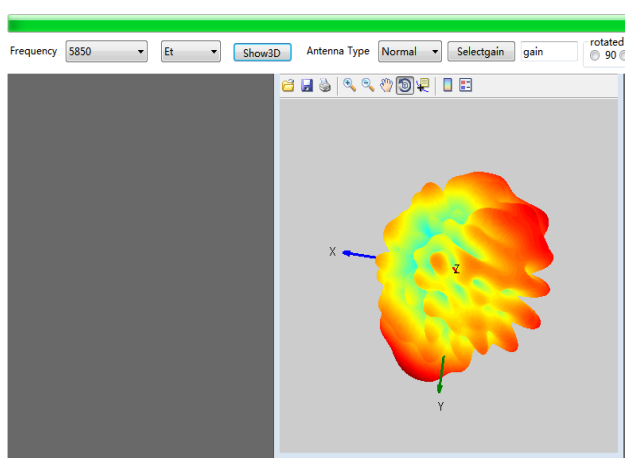 Frequency 5850 Et Show3D Antenna Type Normal Selectgain gain rotated
90
X
Z
Y